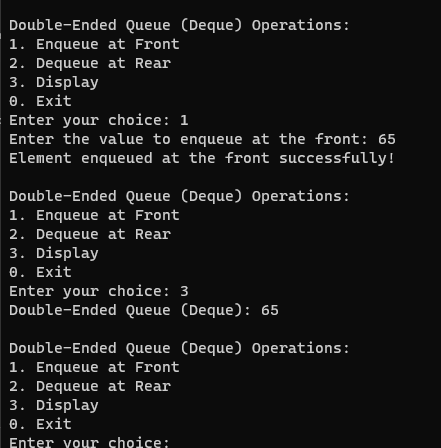 Double-Ended Queue (Deque) Operations:
1. Enqueue at Front
2. Dequeue at Rear
3. Display
0. Exit
Enter your choice: 1
Enter the value to enqueue at the front: 65
Element enqueued at the front successfully!
Double-Ended Queue (Deque) Operations:
1. Enqueue at Front
2. Dequeue at Rear
3. Display
0. Exit
Enter your choice: 3
Double-Ended Queue (Deque): 65
Double-Ended Queue (Deque) Operations:
1. Enqueue at Front
2. Dequeue at Rear
3. Display
0. Exit
Enter your choice: